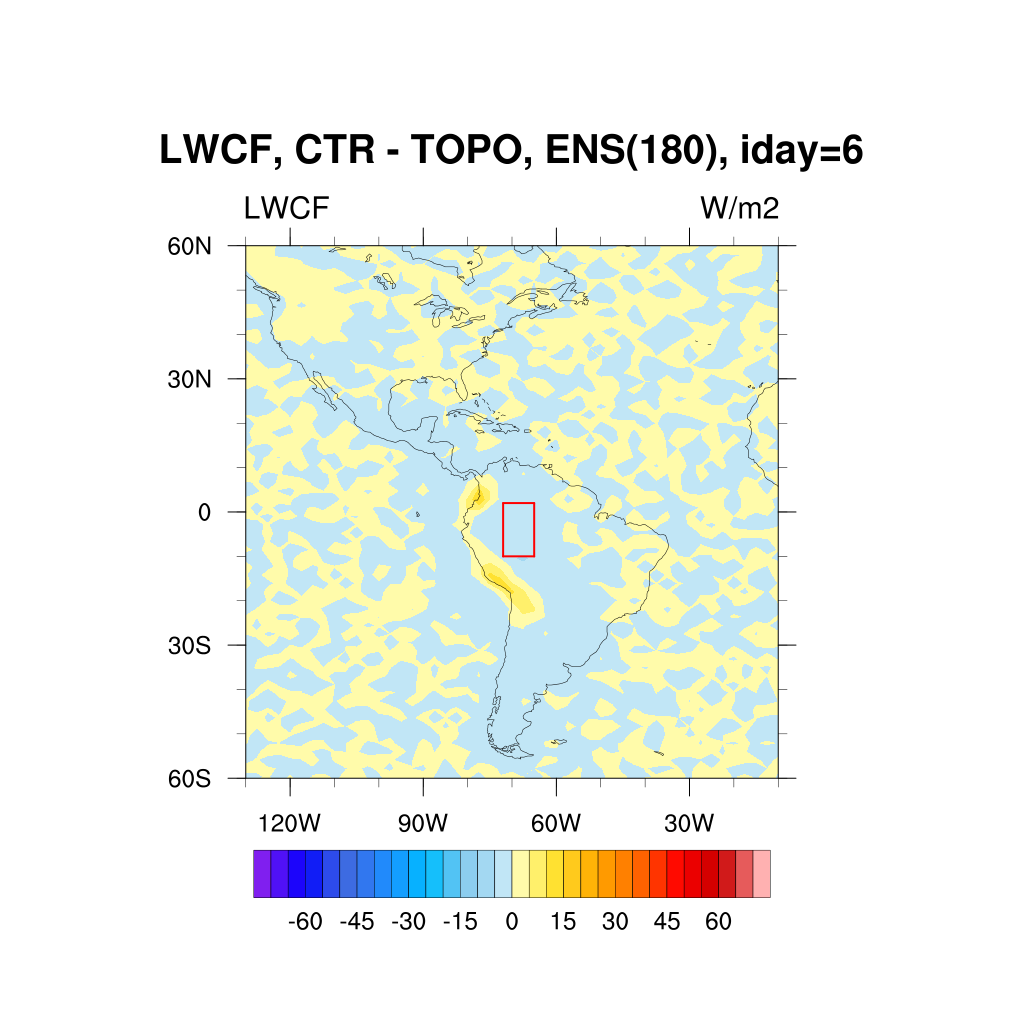 LWCF, CTR - TOPO, ENS(180), iday=6
LWCF W/m2
60N
30N
0
30S
60S
120W 90W 60W 30W
-60 -45 -30 -15 0 15 30 45 60